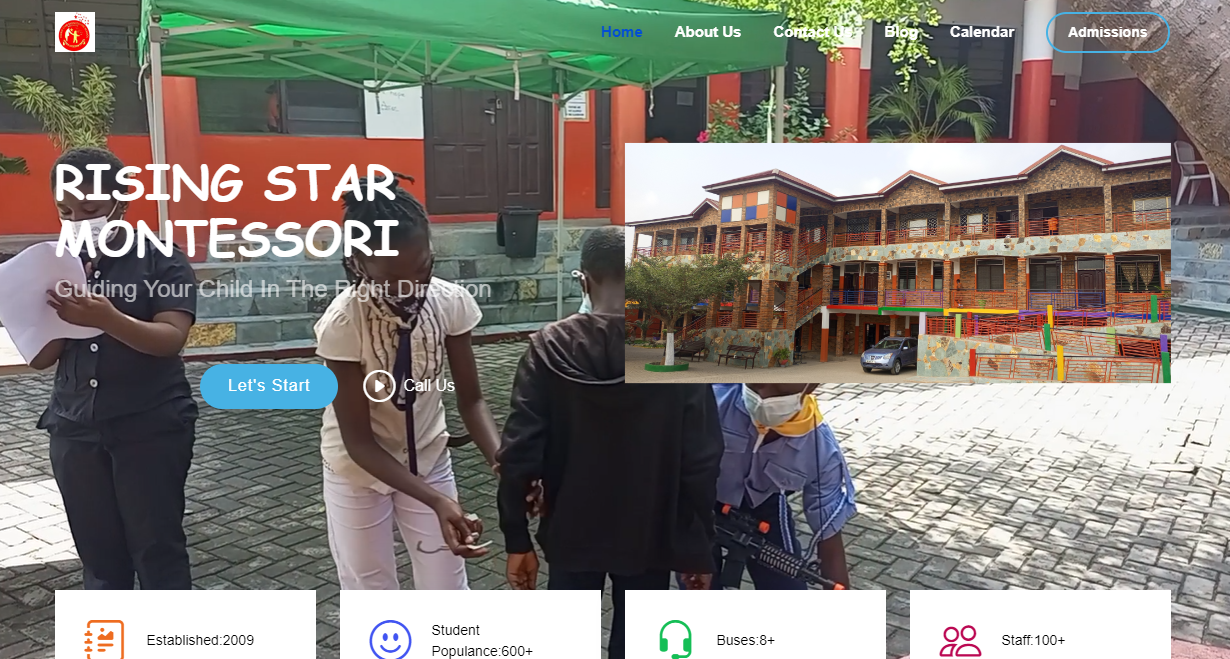 Home About Us Contact Us Blog Calendar Admissions
RISING STAR
MONTESSORI
Guiding Your Child In The Right Direction
Let's Start Call Us
Established:2009
Student
Populance:600+
Buses:8+
Staff:100+